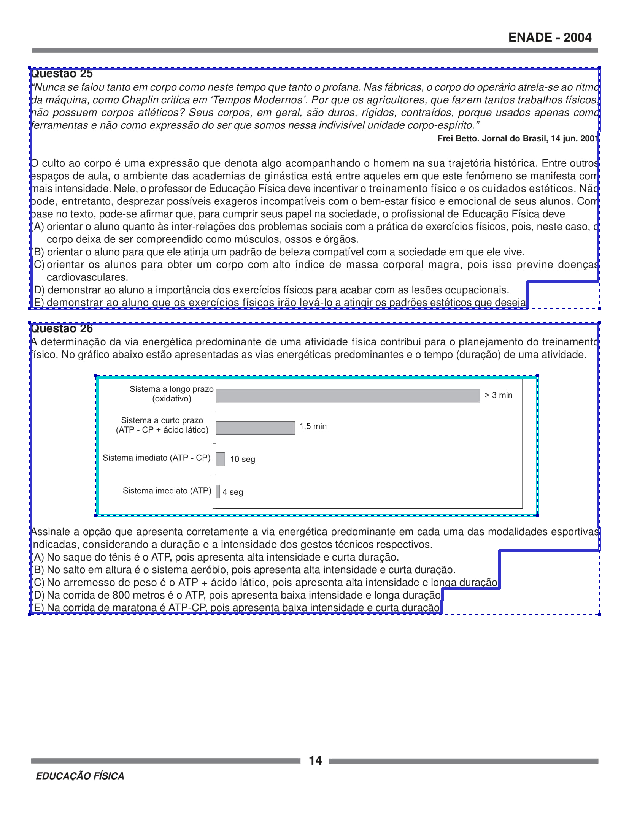 ENADE - 2004
Questão 25
"Nunca se falou tanto em corpo como neste tempo que tanto o profana. Nas fábricas, o corpo do operário atrela-se ao ritmo
da máquina, como Chaplin critica em 'Tempos Modernos'. Por que os agricultores, que fazem tantos trabalhos físicos,
não possuem corpos atléticos? Seus corpos, em geral, são duros, rígidos, contraídos, porque usados apenas como
ferramentas e não como expressão do ser que somos nessa indivisível unidade corpo-espírito."
Frei Betto. Jornal do Brasil, 14 jun. 2001
O culto ao corpo é uma expressão que denota algo acompanhando o homem na sua trajetória histórica. Entre outros
espaços de aula, o ambiente das academias de ginástica está entre aqueles em que este fenômeno se manifesta com
mais intensidade. Nele, o professor de Educação Física deve incentivar o treinamento físico e os cuidados estéticos. Não
pode, entretanto, desprezar possíveis exageros incompatíveis com o bem-estar físico e emocional de seus alunos. Com
base no texto, pode-se afirmar que, para cumprir seu papel na sociedade, o profissional de Educação Física deve
(A) orientar o aluno quanto às inter-relações dos problemas sociais com a prática de exercícios físicos, pois, neste caso, o
corpo deixa de ser compreendido como músculos, ossos e órgãos.
(B) orientar o aluno para que ele atinja um padrão de beleza compatível com a sociedade em que ele vive.
(C) orientar os alunos para obter um corpo com alto índice de massa corporal magra, pois isso previne doenças
cardiovasculares.
(D) demonstrar ao aluno a importância dos exercícios físicos para acabar com as lesões ocupacionais.
(E) demonstrar ao aluno que os exercícios físicos irão levá-lo a atingir os padrões estéticos que deseja.
Questão 26
A determinação da via energética predominante de uma atividade física contribui para o planejamento do treinamento
físico. No gráfico abaixo estão apresentadas as vias energéticas predominantes e o tempo (duração) de uma atividade.
Sistema a longo prazo
(oxidativo)
> 3 min
Sistema a curto prazo
(ATP - CP + ácido lático)
1,5 min
Sistema imediato (ATP - CP)
10 seg
Sistema imediato (ATP)
4 seg
Assinale a opção que apresenta corretamente a via energética predominante em cada uma das modalidades esportivas
indicadas, considerando a duração e a intensidade dos gestos técnicos respectivos.
(A) No saque do tênis é o ATP, pois apresenta alta intensidade e curta duração.
(B) No salto em altura é o sistema aeróbio, pois apresenta alta intensidade e curta duração.
(C) No arremesso de peso é o ATP + ácido lático, pois apresenta alta intensidade e longa duração.
(D) Na corrida de 800 metros é o ATP, pois apresenta baixa intensidade e longa duração.
(E) Na corrida de maratona é ATP-CP, pois apresenta baixa intensidade e curta duração.
14
EDUCAÇÃO FÍSICA